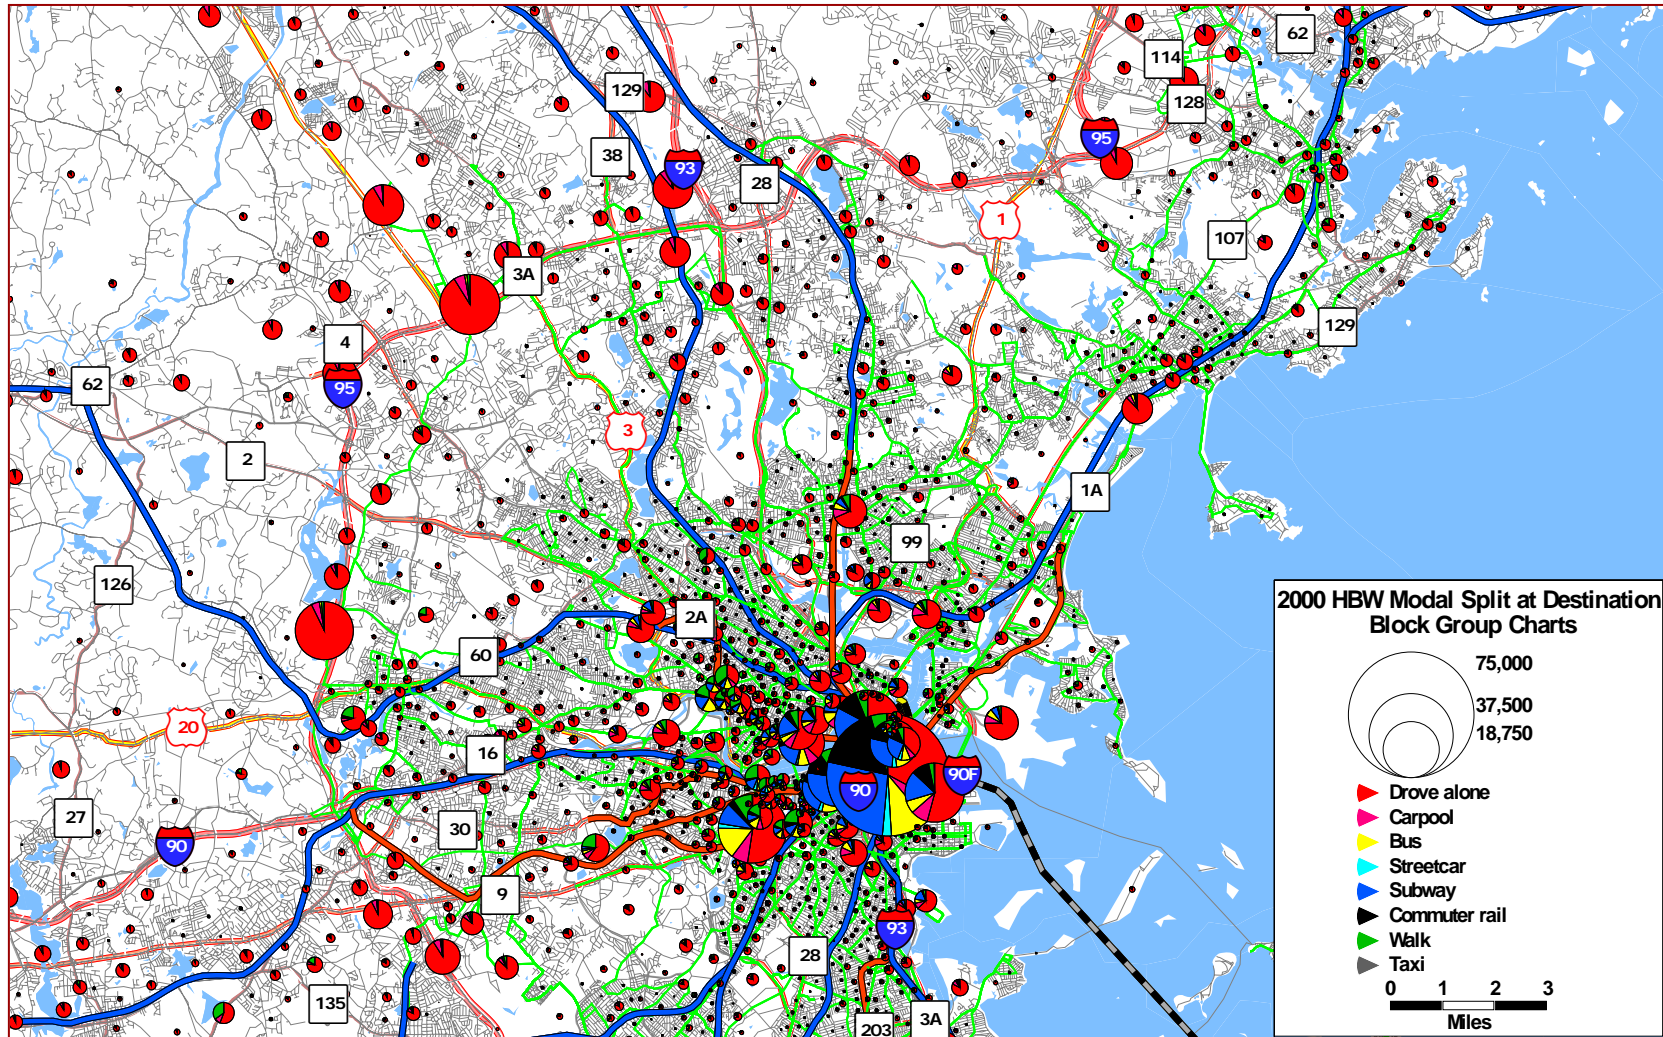 62
114
129
128
95
38
93
28
1
107
3A
129
4
62
95
3
2
1A
99
126
2A
60
20
16
90F
90
27
30
90
9
93
28
135
3A
203
2000 HBW Modal Split at Destination
Block Group Charts
75,000
37,500
18,750
Drove alone
Carpool
Bus
Streetcar
Subway
Commuter rail
Walk
Taxi
0 1 2 3
Miles